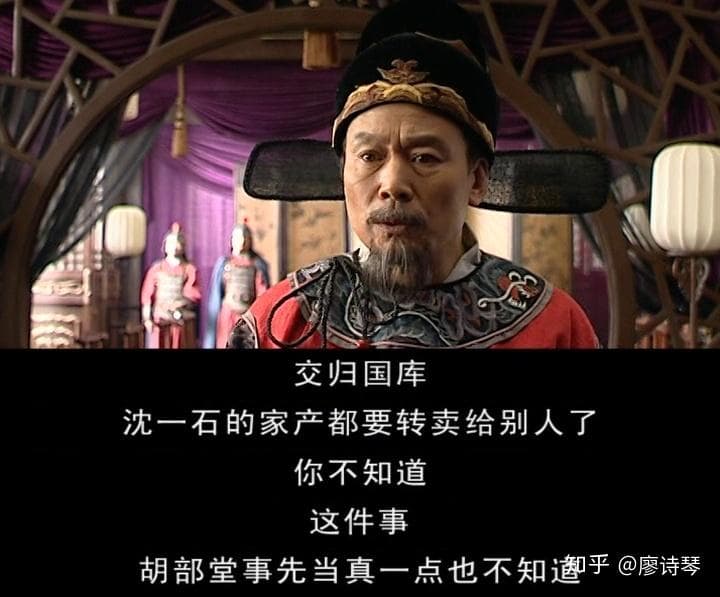 交归国库
沈一石的家产都要转卖给别人了
你不知道
这件事
胡部堂事先当真一点也不知道
知乎 @廖诗琴